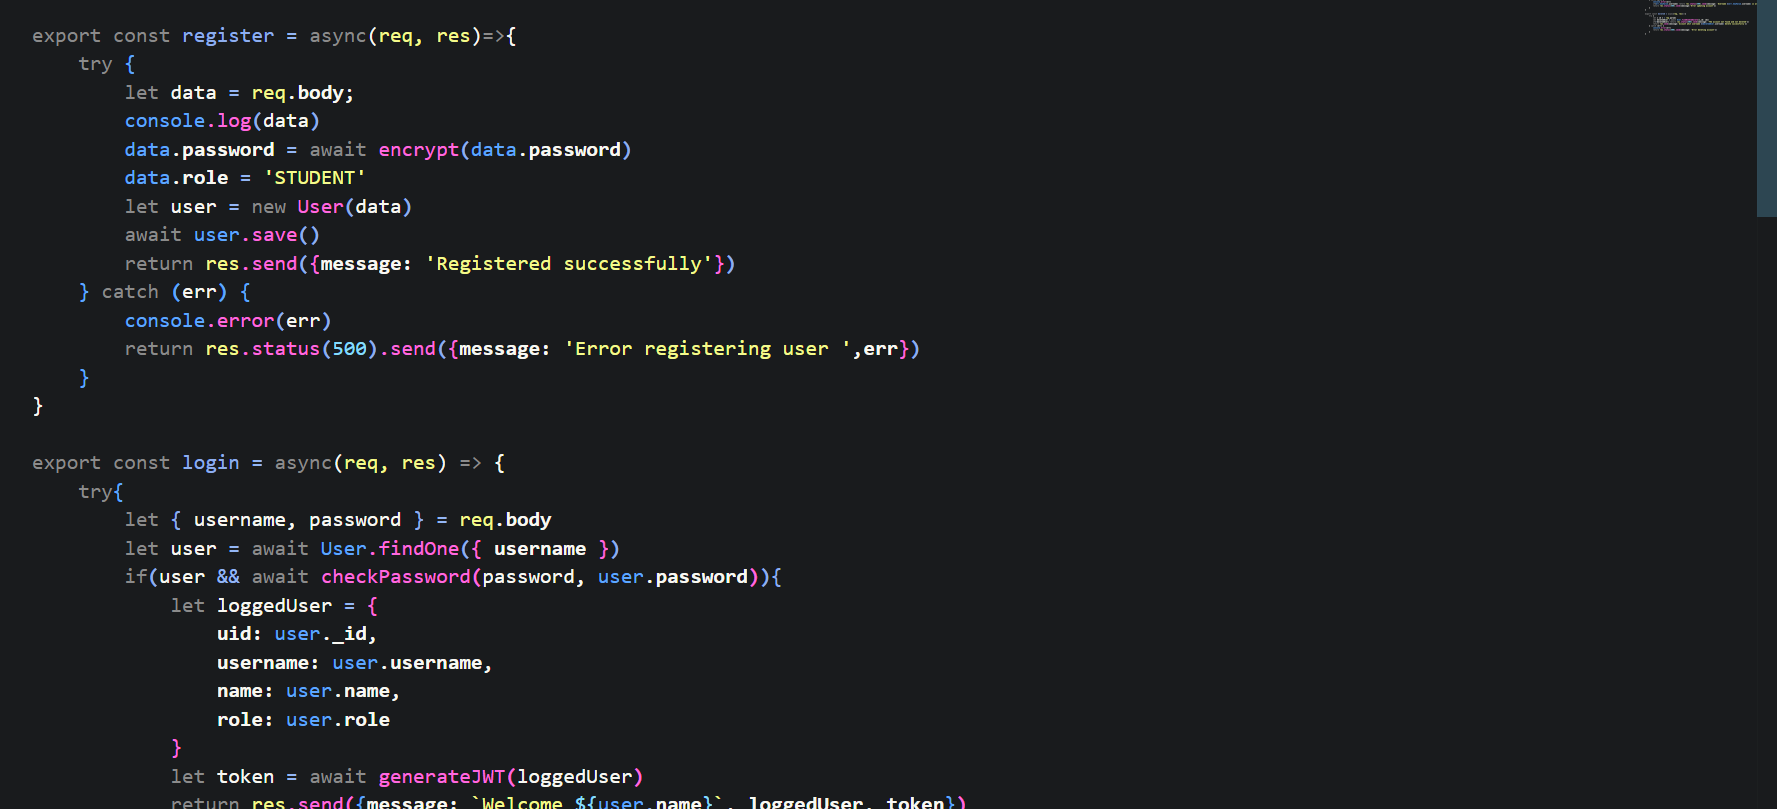 export const register = async(req, res)=>{
    try {
        let data = req.body;
        console.log(data)
        data.password = await encrypt(data.password)
        data.role = 'STUDENT'
        let user = new User(data)
        await user.save()
        return res.send({message: 'Registered successfully'})
    } catch (err) {
        console.error(err)
        return res.status(500).send({message: 'Error registering user ',err})
    }
}

export const login = async(req, res) => {
    try{
        let { username, password } = req.body
        let user = await User.findOne({ username })
        if(user && await checkPassword(password, user.password)){
            let loggedUser = {
                uid: user._id,
                username: user.username,
                name: user.name,
                role: user.role
            }
            let token = await generateJWT(loggedUser)
            return res.send({message: `Welcome ${user.name}`, loggedUser, token})